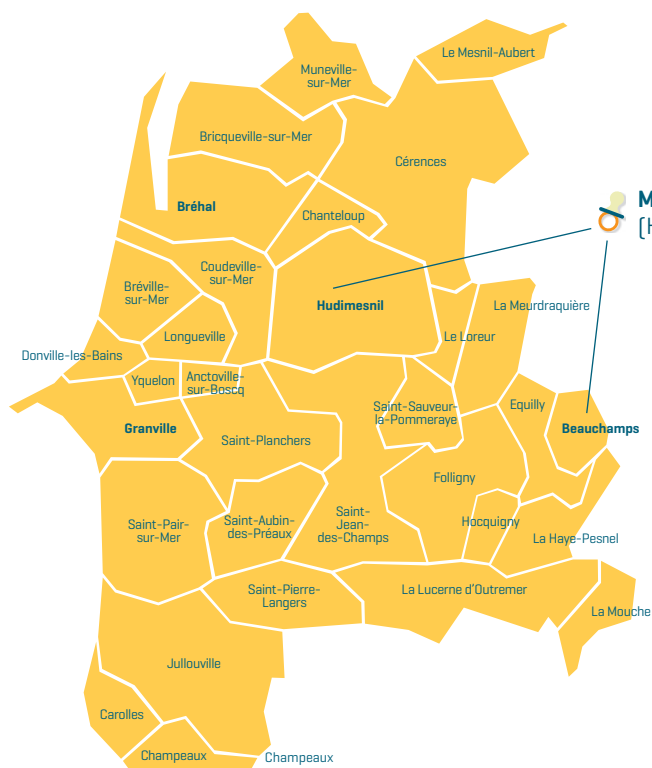 Le Mesnil-Aubert
Muneville-
sur-Mer
Bricqueville-sur-Mer
Cérences
M
(H
Bréhal
Chanteloup
Coudeville-
sur-Mer
Bréville-
sur-Mer
Hudimesnil
La Meurdraquière
Longueville
Le Loreur
Donville-les-Bains
Yquelon
Anctoville-
sur-Boscq
Saint-Sauveur-
la-Pommeraye
Equilly
Granville
Beauchamps
Saint-Planchers
Folligny
Saint-Pair-
sur-Mer
Saint-Aubin-
des-Préaux
Saint-
Jean-
des-Champs
Hocquigny
La Haye-Pesnel
Saint-Pierre-
Langers
La Lucerne d'Outremer
La Mouche
Jullouville
Carolles
Champeaux
Champeaux